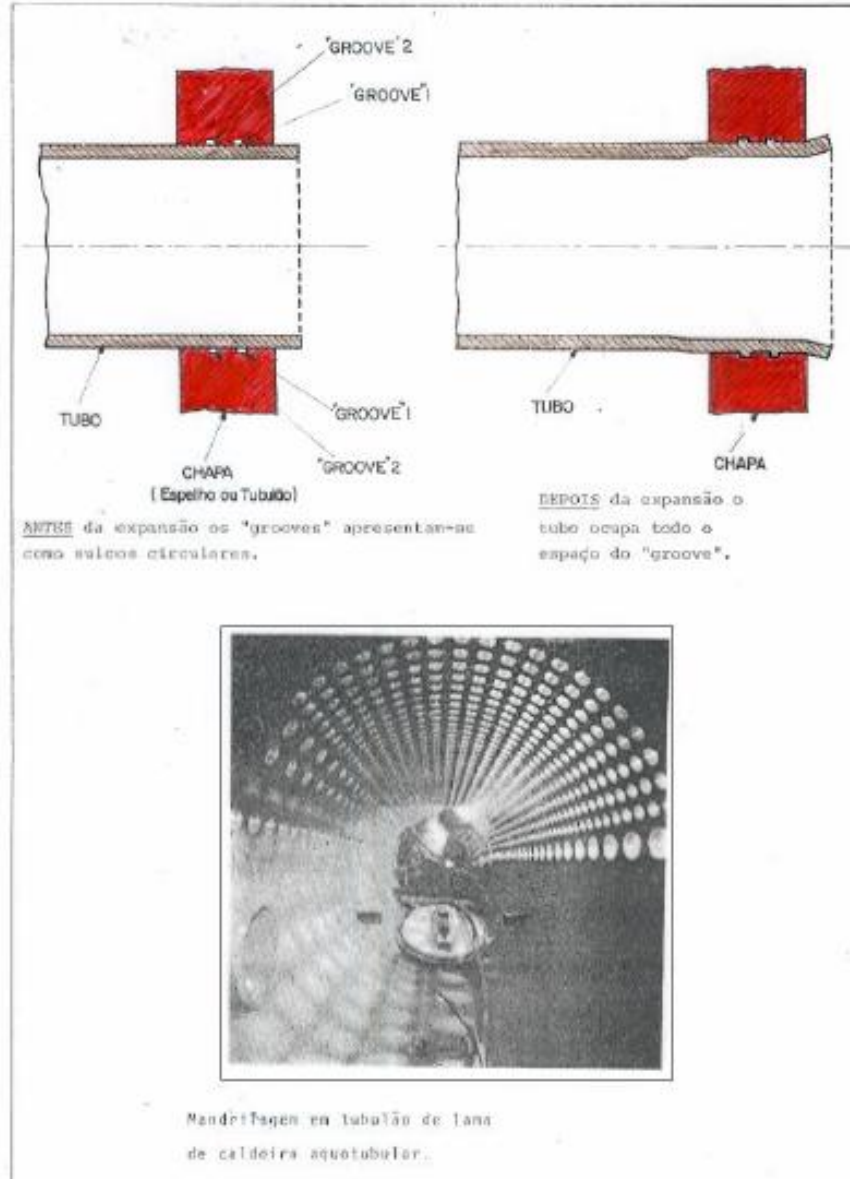 "GROOVE" 2
"GROOVE" 1
TUBO
"GROOVE" 1
"GROOVE" 2
CHAPA
( Espelho ou Tubulão)
ANTES da expansão os "grooves" apresentam-se
como sulcos circulares.
TUBO
CHAPA
DEPOIS da expansão o
tubo ocupa todo o
espaço do "groove".
Mandrilagem em tubulão de lama
de caldeira aquotubular.